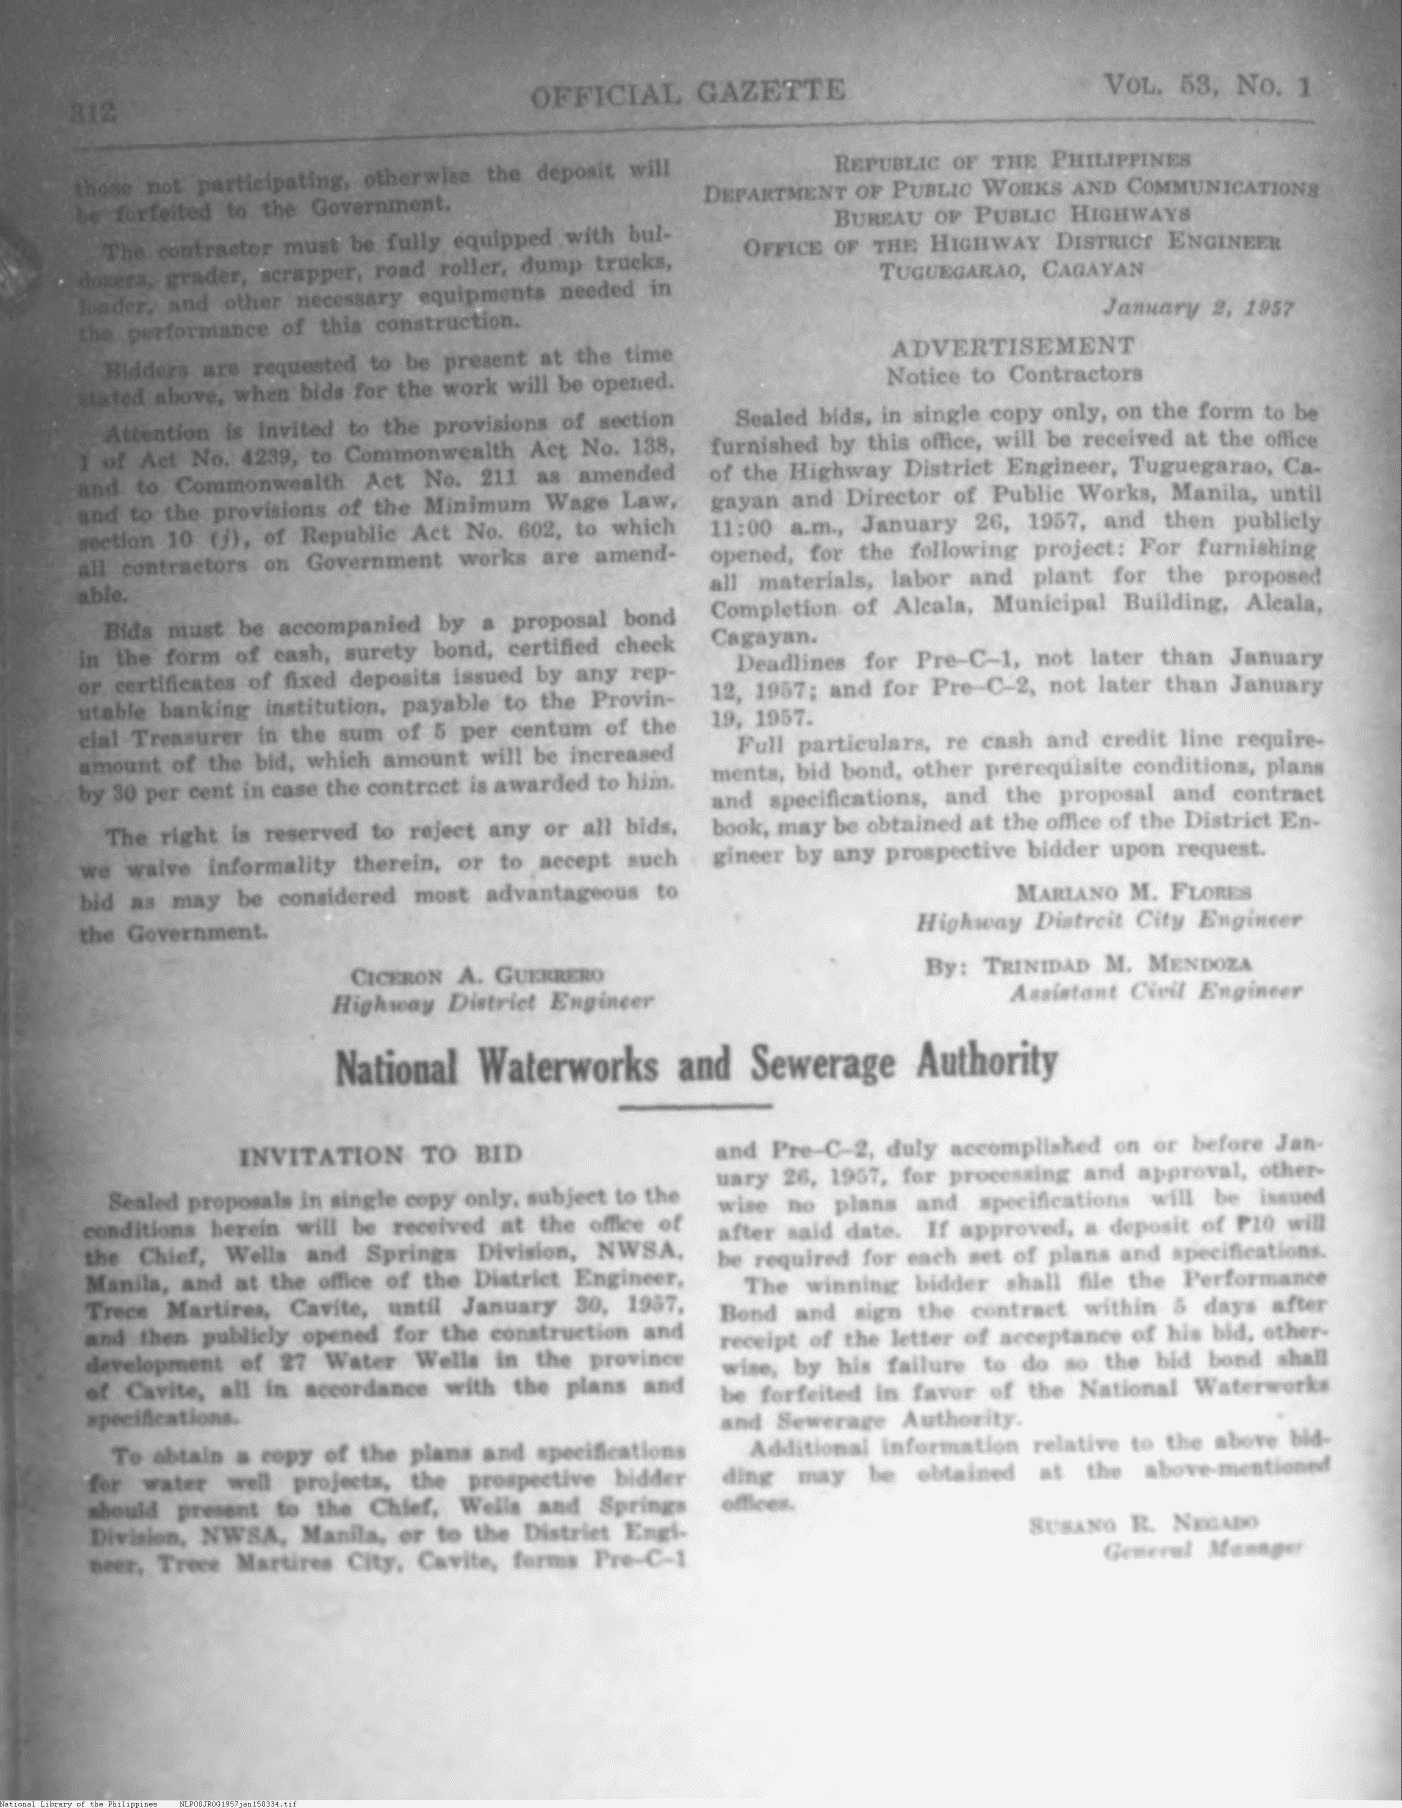 312
OFFICIAL GAZETTE
VOL. 53, NO. 1
those not participating, otherwise the deposit will
be forfeited to the Government.
The contractor must be fully equipped with bul-
dozers, grader, scrapper, road roller, dump trucks,
loader, and other necessary equipments needed in
the performance of this construction.
Bidders are requested to be present at the time
stated above, when bids for the work will be opened.
Attention is invited to the provisions of section
1 of Act No. 4239, to Commonwealth Act No. 138,
and to Commonwealth Act No. 211 as amended
and to the provisions of the Minimum Wage Law,
section 10 (j), of Republic Act No. 602, to which
all contractors on Government works are amend-
able.
Bids must be accompanied by a proposal bond
in the form of cash, surety bond, certified check
or certificates of fixed deposits issued by any rep-
utable banking institution, payable to the Provin-
cial Treasurer in the sum of 5 per centum of the
amount of the bid, which amount will be increased
by 30 per cent in case the contract is awarded to him.
The right is reserved to reject any or all bids,
we waive informality therein, or to accept such
bid as may be considered most advantageous to
the Government.
CICERON A. GUERRERO
Highway District Engineer
REPUBLIC OF THE PHILIPPINES
DEPARTMENT OF PUBLIC WORKS AND COMMUNICATIONS
BUREAU OF PUBLIC HIGHWAYS
OFFICE OF THE HIGHWAY DISTRICT ENGINEER
TUGUEGARAO, CAGAYAN
January 2, 1957
ADVERTISEMENT
Notice to Contractors
Sealed bids, in single copy only, on the form to be
furnished by this office, will be received at the office
of the Highway District Engineer, Tuguegarao, Ca-
gayan and Director of Public Works, Manila, until
11:00 a.m., January 26, 1957, and then publicly
opened, for the following project: For furnishing
all materials, labor and plant for the proposed
Completion of Alcala, Municipal Building, Alcala,
Cagayan.
Deadlines for Pre–C–1, not later than January
12, 1957; and for Pre–C–2, not later than January
19, 1957.
Full particulars, re cash and credit line require-
ments, bid bond, other prerequisite conditions, plans
and specifications, and the proposal and contract
book, may be obtained at the office of the District En-
gineer by any prospective bidder upon request.
MARIANO M. FLORES
Highway Distrcit City Engineer
By: TRINIDAD M. MENDOZA
Assistant Civil Engineer
National Waterworks and Sewerage Authority
INVITATION TO BID
Sealed proposals in single copy only, subject to the
conditions herein will be received at the office of
the Chief, Wells and Springs Division, NWSA,
Manila, and at the office of the District Engineer,
Trece Martires, Cavite, until January 30, 1957,
and then publicly opened for the construction and
development of 27 Water Wells in the province
of Cavite, all in accordance with the plans and
specifications.
To obtain a copy of the plans and specifications
for water well projects, the prospective bidder
should present to the Chief, Wells and Springs
Division, NWSA, Manila, or to the District Engi-
neer, Trece Martires City, Cavite, forms Pre–C–1
and Pre–C–2, duly accomplished on or before Jan-
uary 26, 1957, for processing and approval, other-
wise no plans and specifications will be issued
after said date. If approved, a deposit of ₱10 will
be required for each set of plans and specifications.
The winning bidder shall file the Performance
Bond and sign the contract within 5 days after
receipt of the letter of acceptance of his bid, other-
wise, by his failure to do so the bid bond shall
be forfeited in favor of the National Waterworks
and Sewerage Authority.
Additional information relative to the above bid-
ding may be obtained at the above-mentioned
offices.
SUSANO R. NEGADO
General Manager
National Library of the Philippines NLPOOJROG1957jan150334.tif